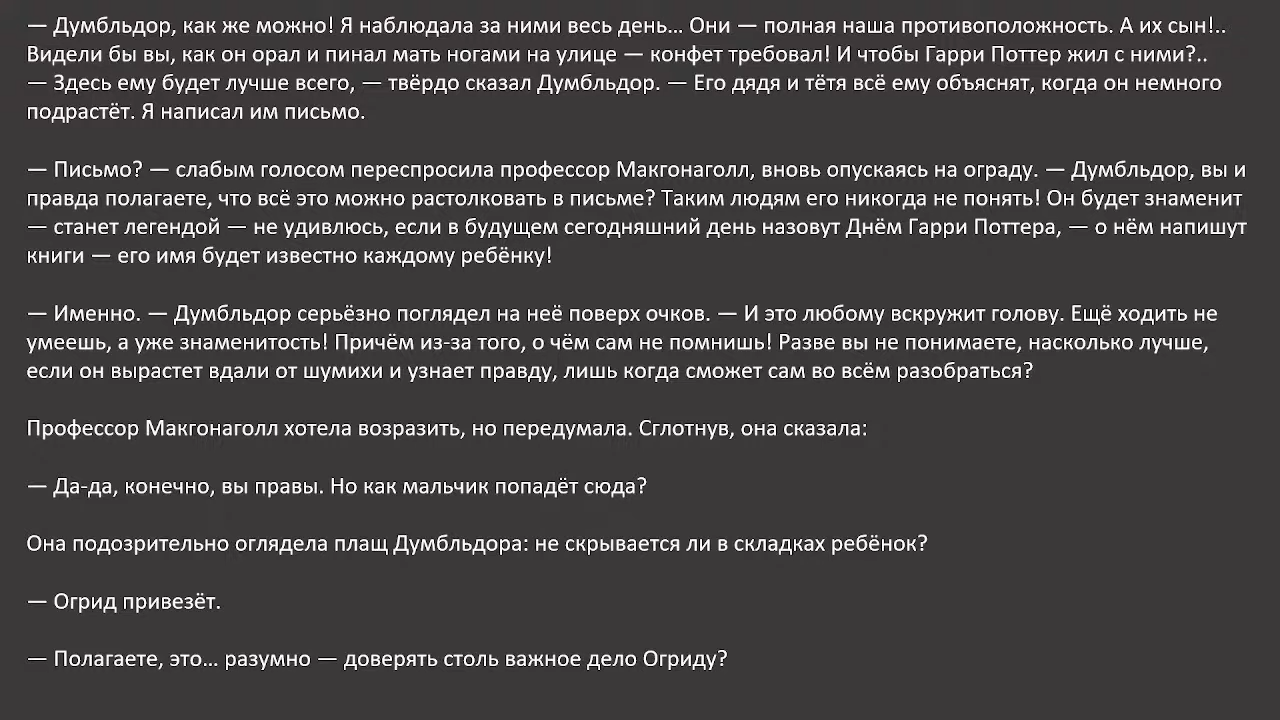 — Думбльдор, как же можно! Я наблюдала за ними весь день… Они — полная наша противоположность. А их сын!..
Видели бы вы, как он орал и пинал мать ногами на улице — конфет требовал! И чтобы Гарри Поттер жил с ними?..
— Здесь ему будет лучше всего, — твёрдо сказал Думбльдор. — Его дядя и тётя всё ему объяснят, когда он немного
подрастёт. Я написал им письмо.
— Письмо? — слабым голосом переспросила профессор Макгонаголл, вновь опускаясь на ограду. — Думбльдор, вы и
правда полагаете, что всё это можно растолковать в письме? Таким людям его никогда не понять! Он будет знаменит
— станет легендой — не удивлюсь, если в будущем сегодняшний день назовут Днём Гарри Поттера, — о нём напишут
книги — его имя будет известно каждому ребёнку!
— Именно. — Думбльдор серьёзно поглядел на неё поверх очков. — И это любому вскружит голову. Ещё ходить не
умеешь, а уже знаменитость! Причём из-за того, о чём сам не помнишь! Разве вы не понимаете, насколько лучше,
если он вырастет вдали от шумихи и узнает правду, лишь когда сможет сам во всём разобраться?
Профессор Макгонаголл хотела возразить, но передумала. Сглотнув, она сказала:
— Да-да, конечно, вы правы. Но как мальчик попадёт сюда?
Она подозрительно оглядела плащ Думбльдора: не скрывается ли в складках ребёнок?
— Огрид привезёт.
— Полагаете, это… разумно — доверять столь важное дело Огриду?